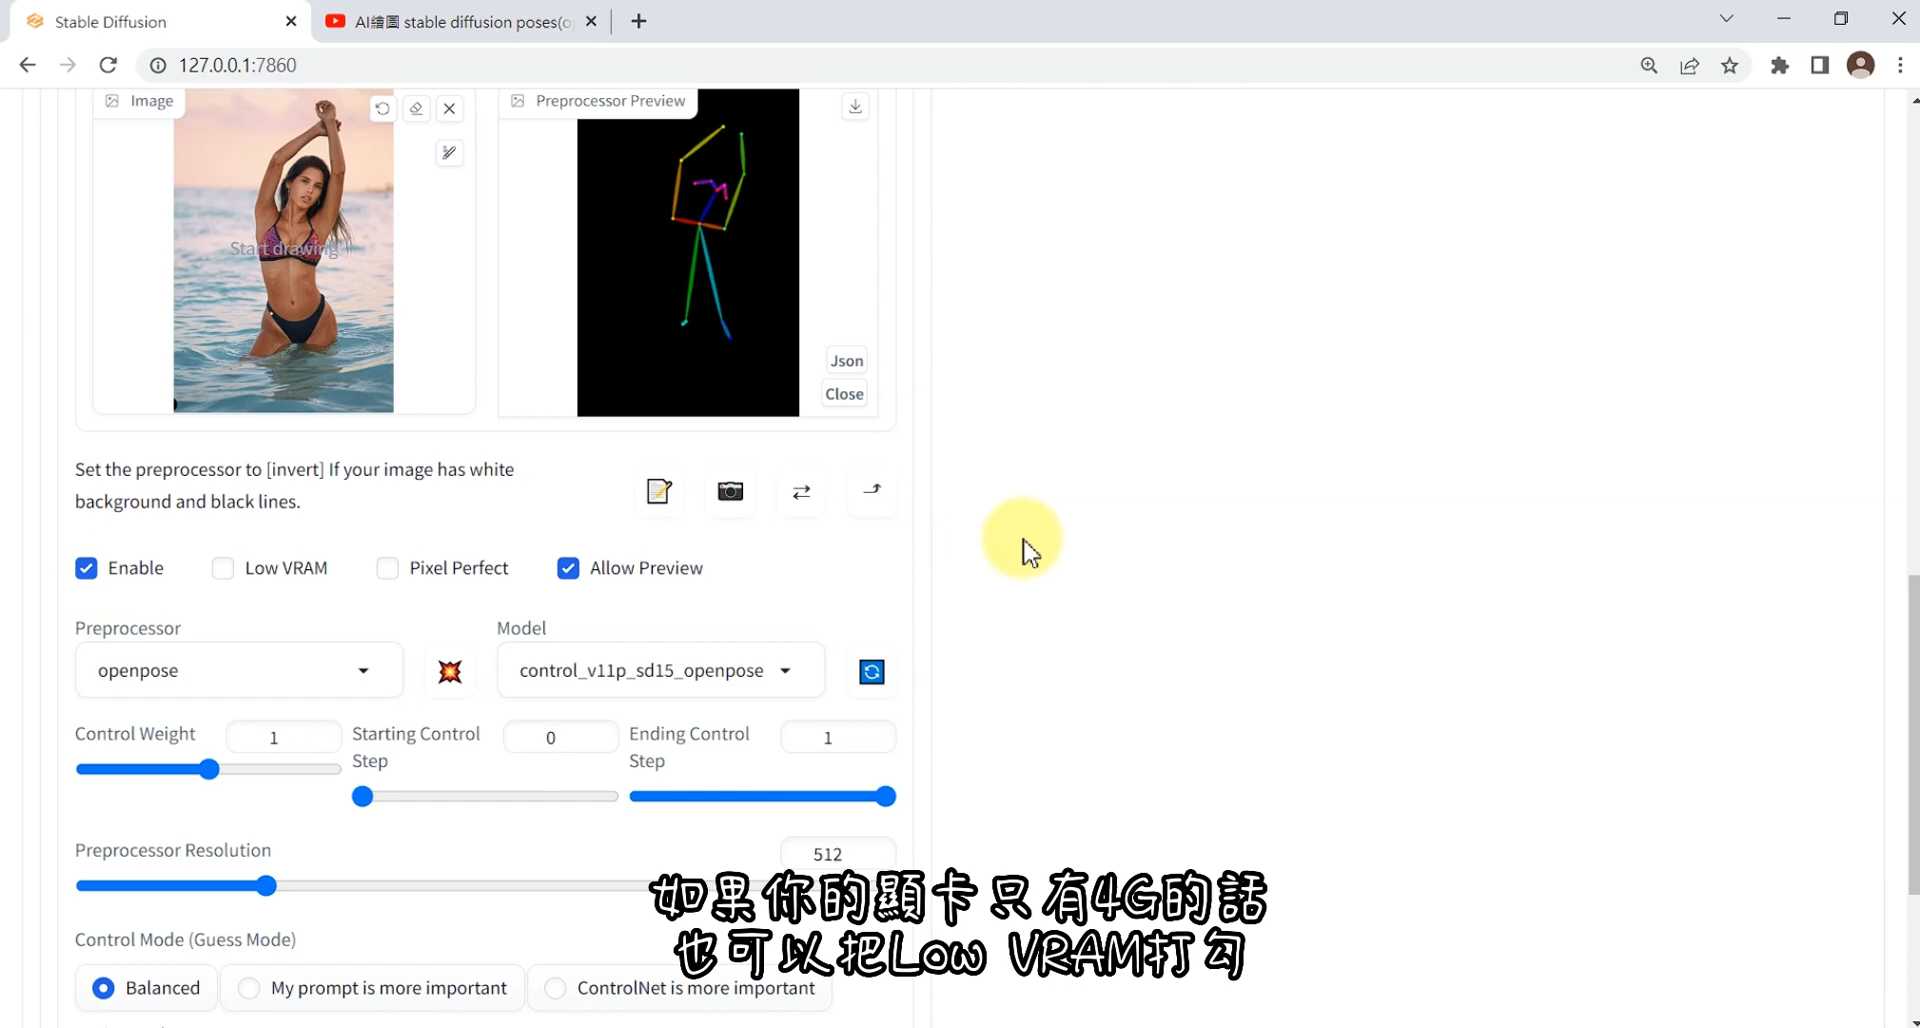 Stable Diffusion
AI繪圖 stable diffusion poses(o
127.0.0.1:7860
Image
Preprocessor Preview
Start drawing
Json
Close
Set the preprocessor to [invert] If your image has white
background and black lines.
Enable
Low VRAM
Pixel Perfect
Allow Preview
Preprocessor
Model
openpose
control_v11p_sd15_openpose
Control Weight
1
Starting Control
Step
0
Ending Control
Step
1
Preprocessor Resolution
512
如果你的顯卡只有4G的話
也可以把Low VRAM打勾
Control Mode (Guess Mode)
Balanced
My prompt is more important
ControlNet is more important